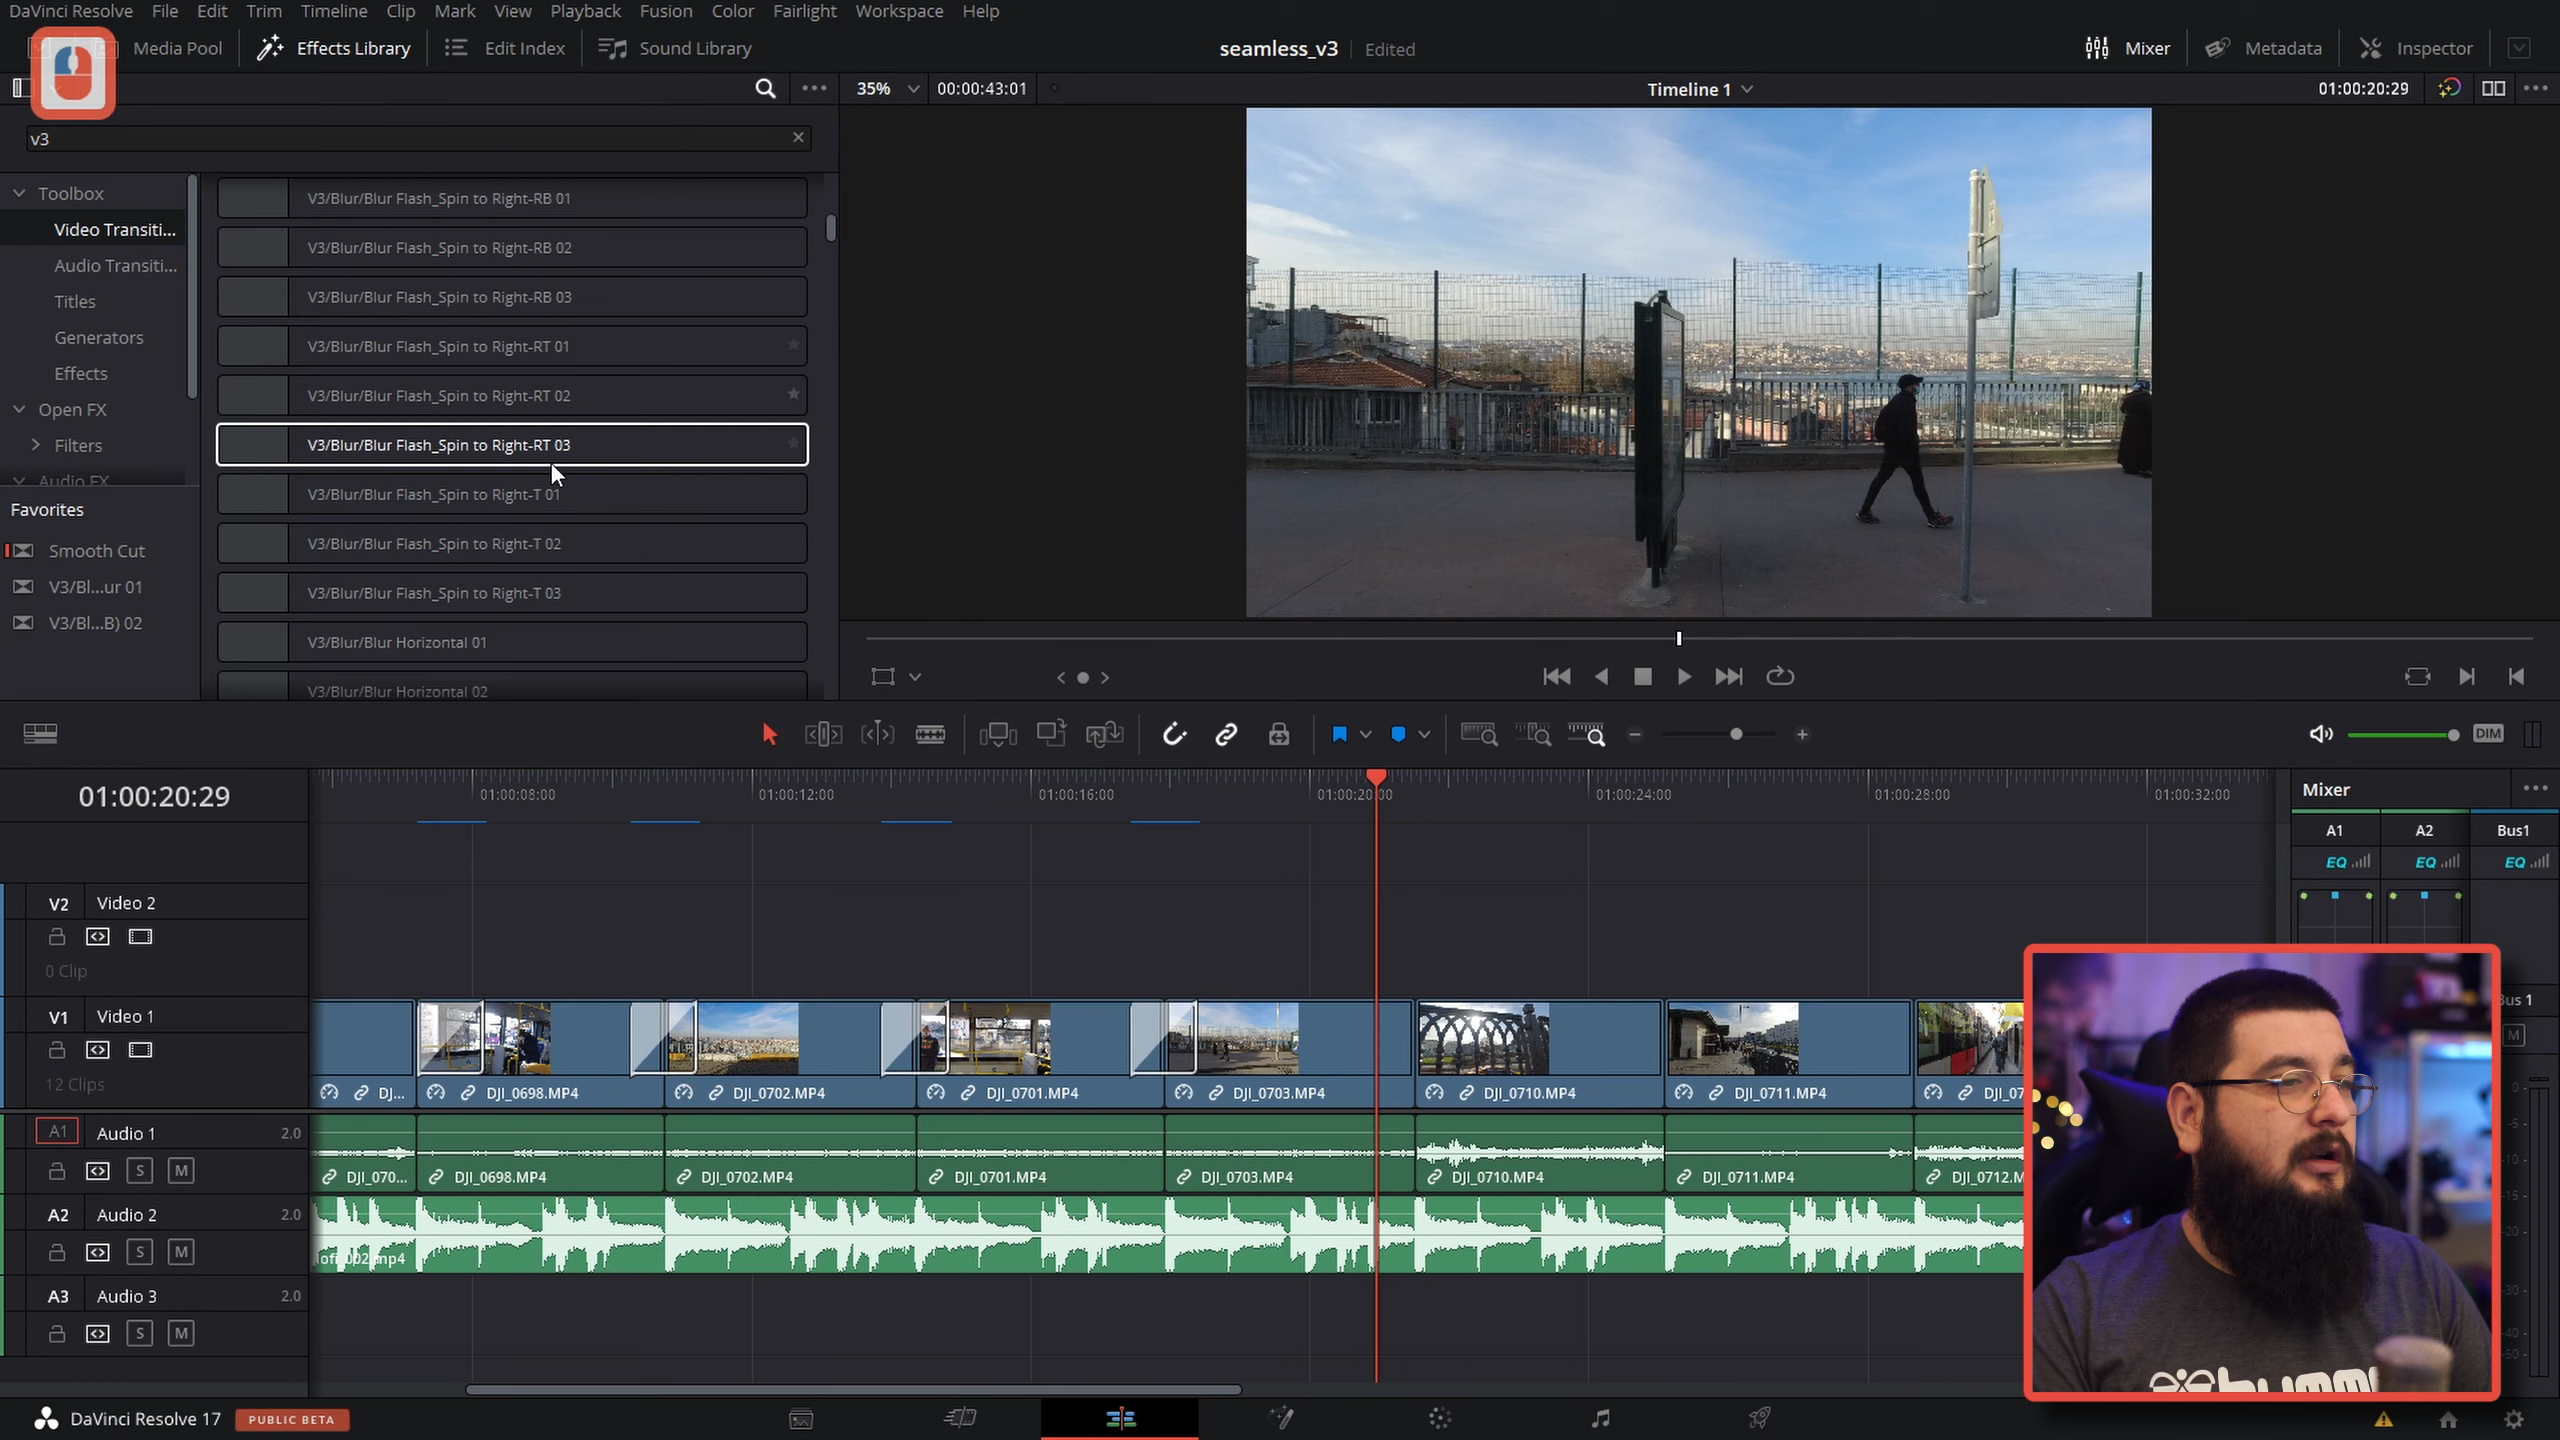 DaVinci Resolve File Edit Trim Timeline Clip Mark View Playback Fusion Color Fairlight Workspace Help
Media Pool Effects Library Edit Index Sound Library seamless_v3 Edited Mixer Metadata Inspector
35% 00:00:43:01 Timeline 1 01:00:20:29
v3
Toolbox
Video Transiti...
Audio Transiti...
Titles
Generators
Effects
Open FX
Filters
Audio FX
Favorites
Smooth Cut
V3/Bl...ur 01
V3/Bl...B) 02
V3/Blur/Blur Flash_Spin to Right-RB 01
V3/Blur/Blur Flash_Spin to Right-RB 02
V3/Blur/Blur Flash_Spin to Right-RB 03
V3/Blur/Blur Flash_Spin to Right-RT 01
V3/Blur/Blur Flash_Spin to Right-RT 02
V3/Blur/Blur Flash_Spin to Right-RT 03
V3/Blur/Blur Flash_Spin to Right-T 01
V3/Blur/Blur Flash_Spin to Right-T 02
V3/Blur/Blur Flash_Spin to Right-T 03
V3/Blur/Blur Horizontal 01
V3/Blur/Blur Horizontal 02
DIM
01:00:20:29
01:00:08:00 01:00:12:00 01:00:16:00 01:00:20:00 01:00:24:00 01:00:28:00 01:00:32:00
Mixer
A1 A2 Bus1
EQ EQ EQ
V2 Video 2
0 Clip
V1 Video 1
12 Clips
DJ... DJI_0698.MP4 DJI_0702.MP4 DJI_0701.MP4 DJI_0703.MP4 DJI_0710.MP4 DJI_0711.MP4 DJI_07
A1 Audio 1 2.0
S M
DJI_070... DJI_0698.MP4 DJI_0702.MP4 DJI_0701.MP4 DJI_0703.MP4 DJI_0710.MP4 DJI_0711.MP4 DJI_0712.M
A2 Audio 2 2.0
S M
A3 Audio 3 2.0
S M
Bus 1
M
DaVinci Resolve 17 PUBLIC BETA